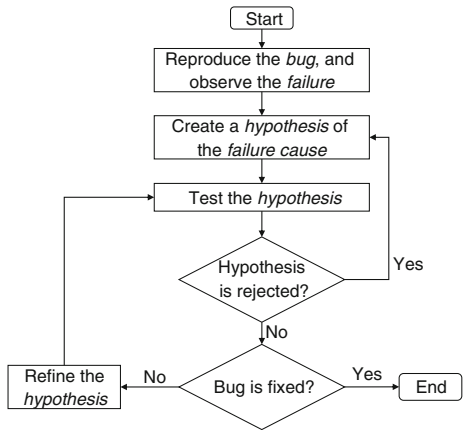 Start
Reproduce the bug, and
observe the failure
Create a hypothesis of
the failure cause
Test the hypothesis
Hypothesis
is rejected?
Yes
No
Bug is fixed?
Yes
End
No
Refine the
hypothesis